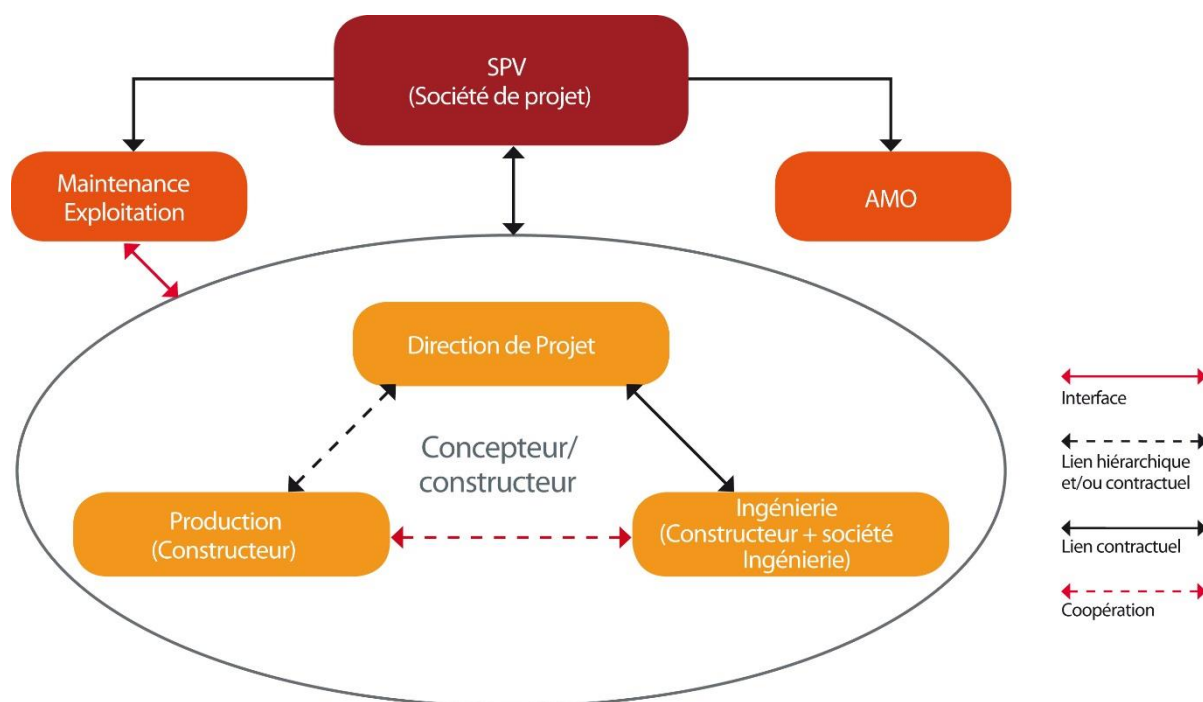 SPV
(Société de projet)
Maintenance
Exploitation
AMO
Direction de Projet
Concepteur/
constructeur
Production
(Constructeur)
Ingénierie
(Constructeur + société
Ingénierie)
Interface
Lien hiérarchique
et/ou contractuel
Lien contractuel
Coopération